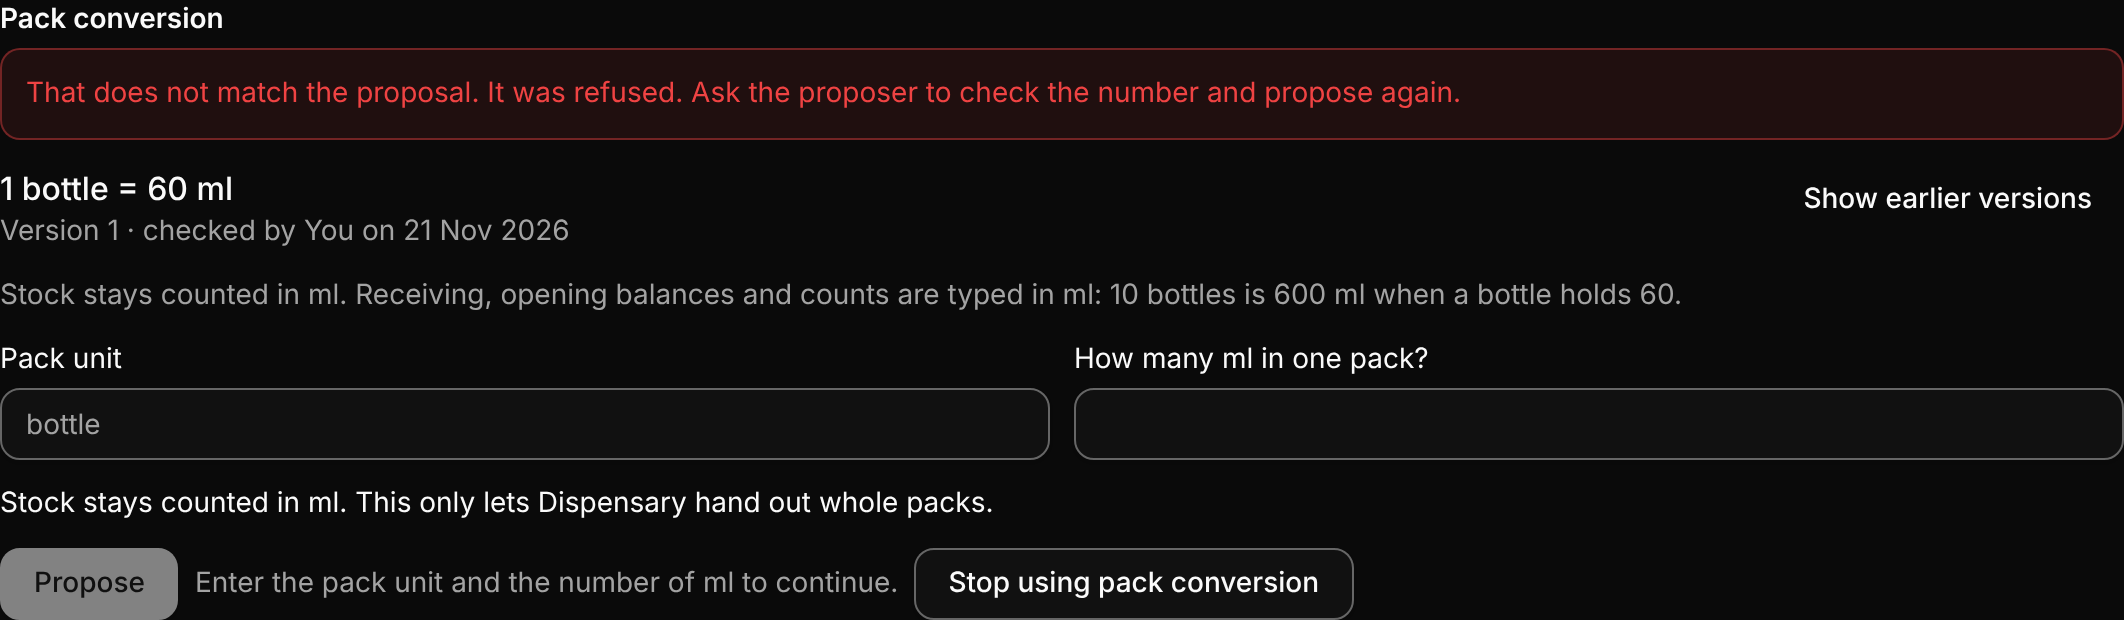 Pack conversion
That does not match the proposal. It was refused. Ask the proposer to check the number and propose again.
1 bottle = 60 ml
Show earlier versions
Version 1 · checked by You on 21 Nov 2026
Stock stays counted in ml. Receiving, opening balances and counts are typed in ml: 10 bottles is 600 ml when a bottle holds 60.
Pack unit
How many ml in one pack?
bottle
Stock stays counted in ml. This only lets Dispensary hand out whole packs.
Propose
Enter the pack unit and the number of ml to continue.
Stop using pack conversion